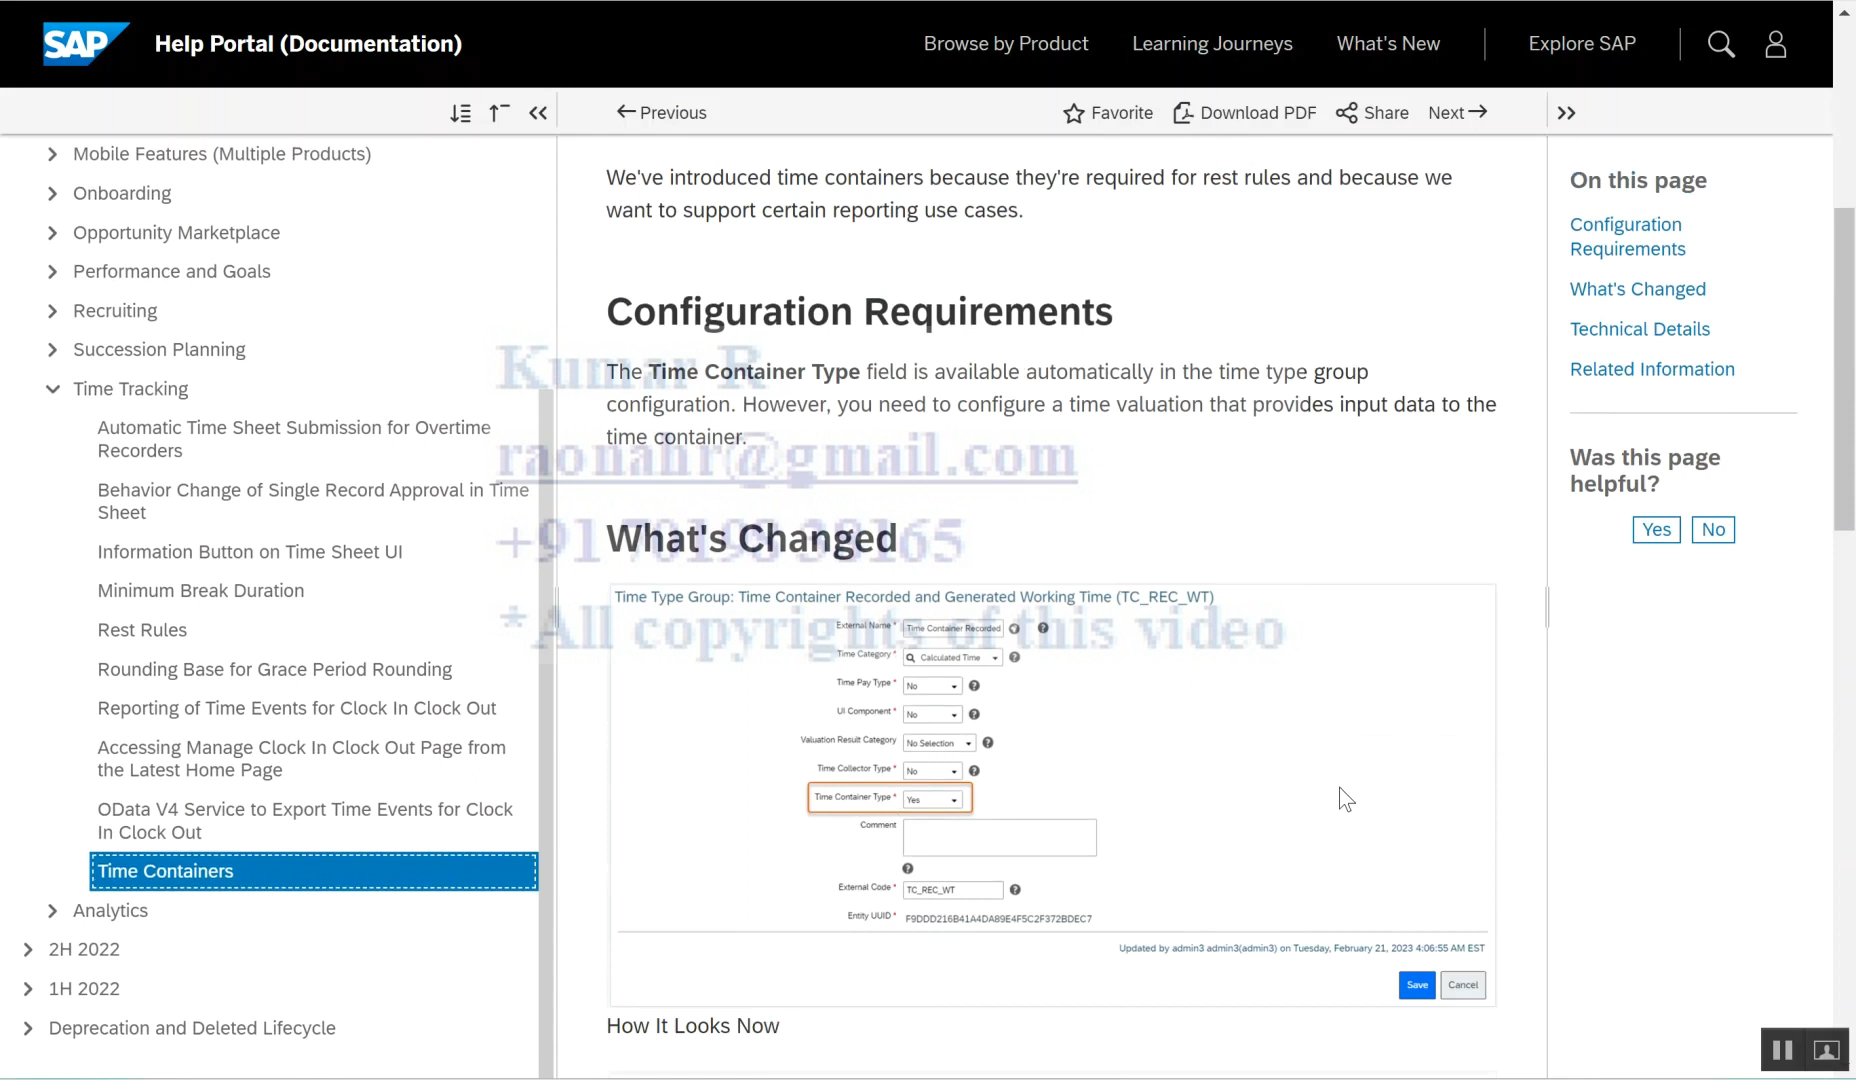 SAP Help Portal (Documentation)
Browse by Product
Learning Journeys
What's New
Explore SAP
Previous
Favorite
Download PDF
Share
Next
Mobile Features (Multiple Products)
Onboarding
Opportunity Marketplace
Performance and Goals
Recruiting
Succession Planning
Time Tracking
Automatic Time Sheet Submission for Overtime
Recorders
Behavior Change of Single Record Approval in Time
Sheet
Information Button on Time Sheet UI
Minimum Break Duration
Rest Rules
Rounding Base for Grace Period Rounding
Reporting of Time Events for Clock In Clock Out
Accessing Manage Clock In Clock Out Page from
the Latest Home Page
OData V4 Service to Export Time Events for Clock
In Clock Out
Time Containers
Analytics
2H 2022
1H 2022
Deprecation and Deleted Lifecycle
We've introduced time containers because they're required for rest rules and because we
want to support certain reporting use cases.
Configuration Requirements
Kumar R
The Time Container Type field is available automatically in the time type group
configuration. However, you need to configure a time valuation that provides input data to the
time container.
raonahr@gmail.com
What's Changed
Time Type Group: Time Container Recorded and Generated Working Time (TC_REC_WT)
*All copyrights of this video
External Name * Time Container Recorded
Time Category * Calculated Time
Time Pay Type * No
UI Component * No
Valuation Result Category No Selection
Time Collector Type * No
Time Container Type * Yes
Comment
External Code * TC_REC_WT
Entity UUID * F9DDD216B41A4DA89E4F5C2F372BDEC7
Updated by admin3 admin3(admin3) on Tuesday, February 21, 2023 4:06:55 AM EST
Save
Cancel
How It Looks Now
On this page
Configuration
Requirements
What's Changed
Technical Details
Related Information
Was this page
helpful?
Yes
No